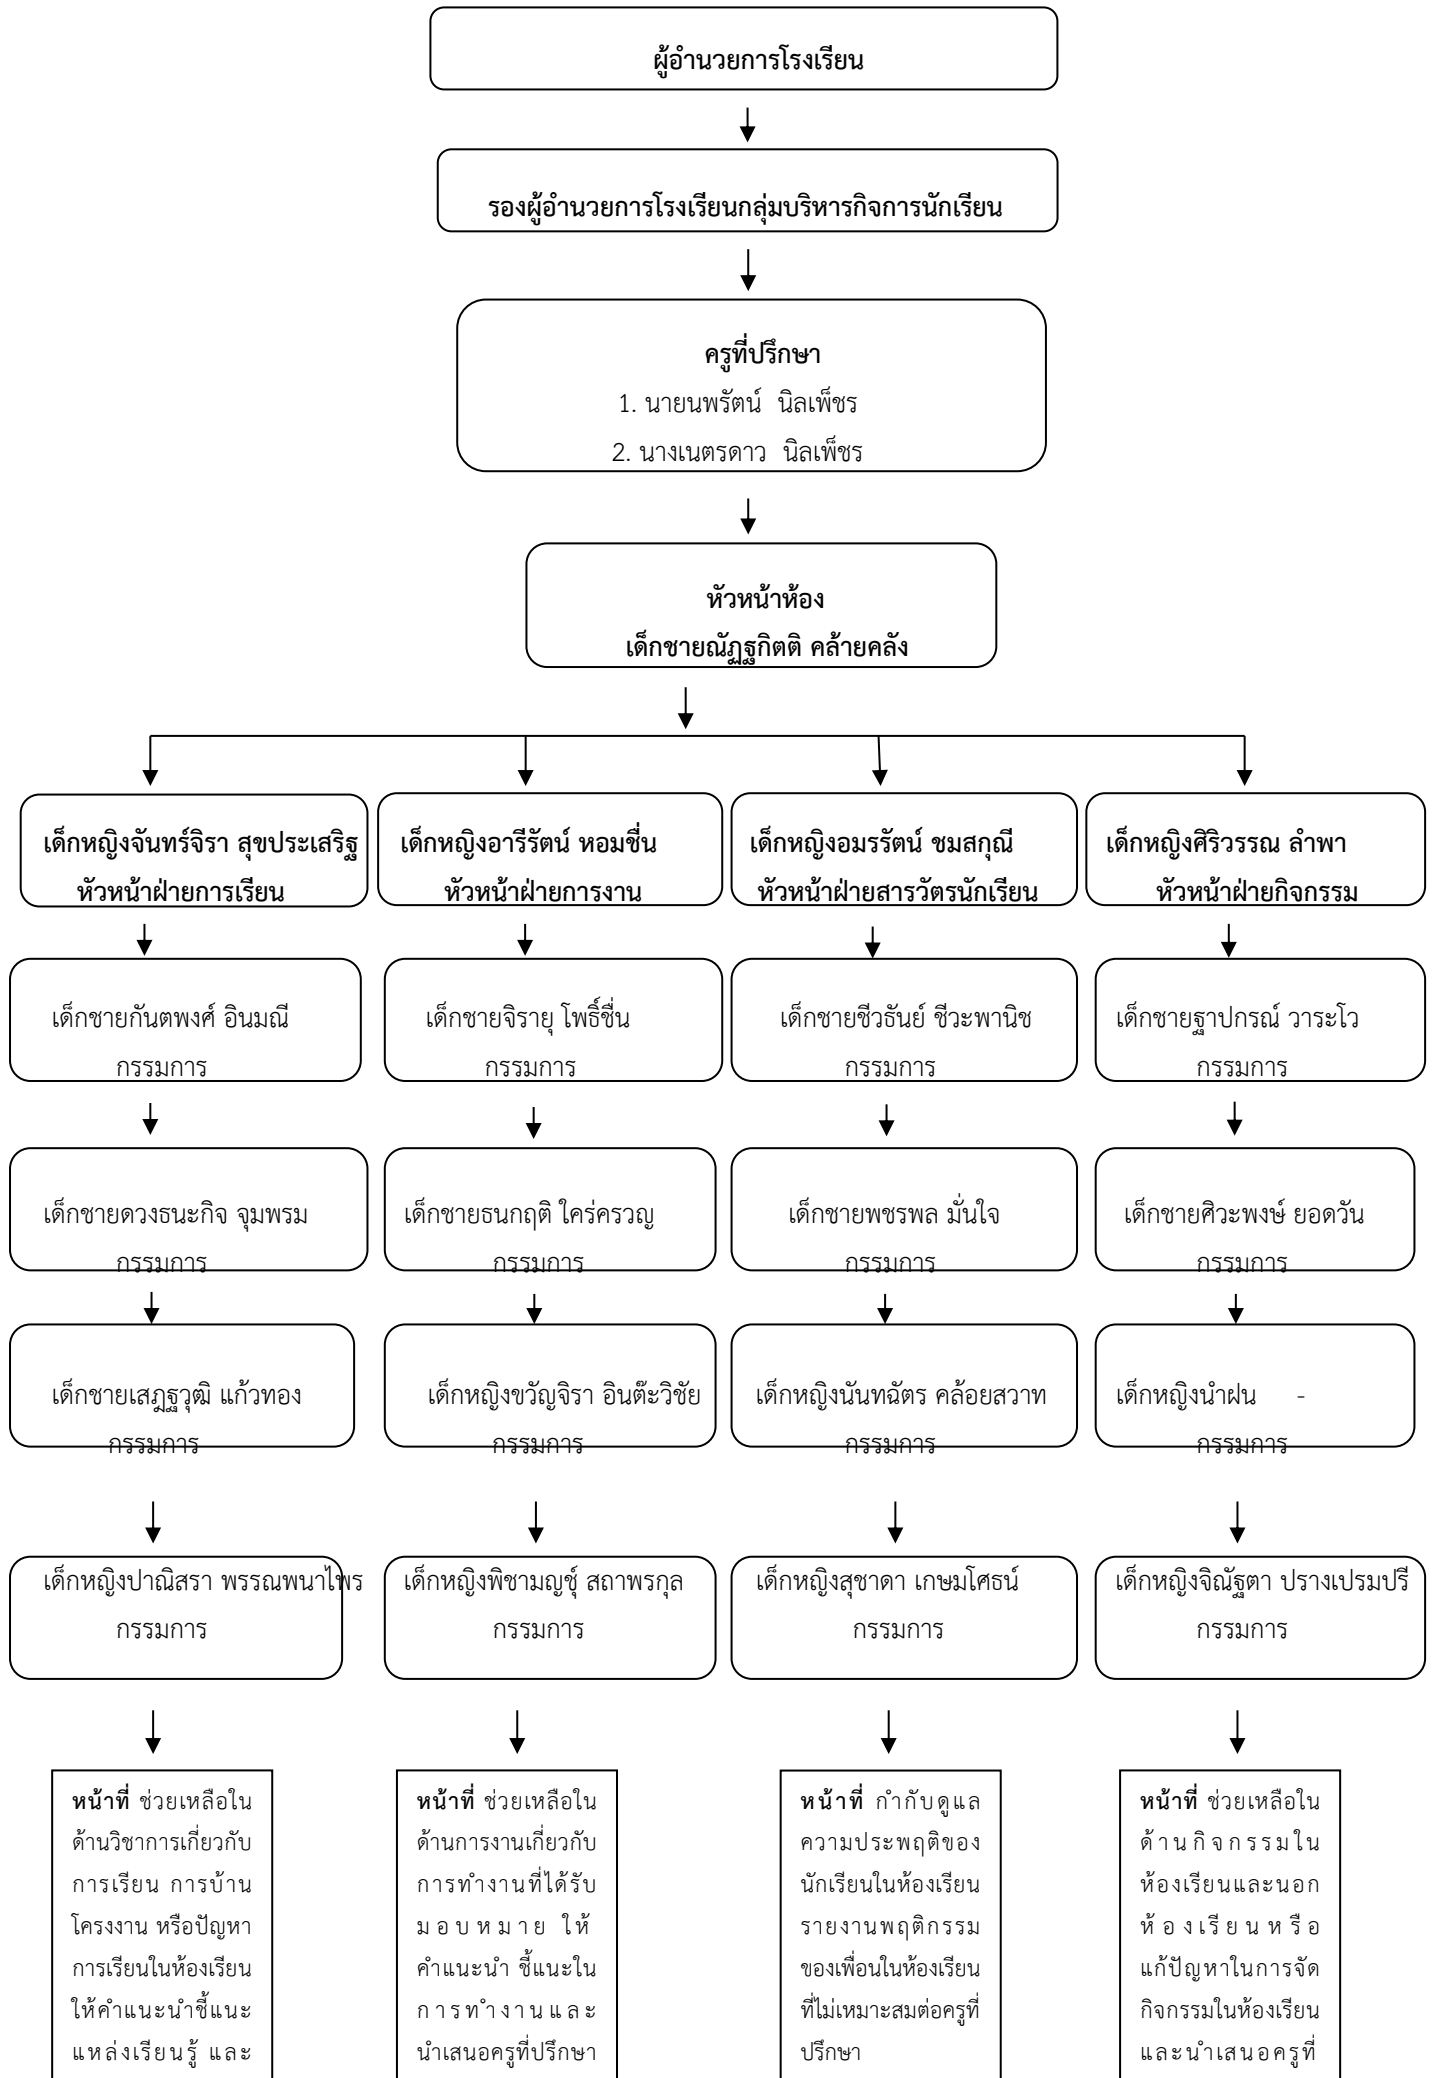 ผู้อำนวยการโรงเรียน
รองผู้อำนวยการโรงเรียนกลุ่มบริหารกิจการนักเรียน
ครูที่ปรึกษา
1. นายนพรัตน์ นิลเพ็ชร
2. นางเนตรดาว นิลเพ็ชร
หัวหน้าห้อง
เด็กชายณัฏฐกิตติ คล้ายคลัง
เด็กหญิงจันทร์จิรา สุขประเสริฐ
หัวหน้าฝ่ายการเรียน
เด็กหญิงอารีรัตน์ หอมชื่น
หัวหน้าฝ่ายการงาน
เด็กหญิงอมรรัตน์ ชมสกุณี
หัวหน้าฝ่ายสารวัตรนักเรียน
เด็กหญิงศิริวรรณ ลำพา
หัวหน้าฝ่ายกิจกรรม
เด็กชายกันตพงศ์ อินมณี
กรรมการ
เด็กชายจิรายุ โพธิ์ชื่น
กรรมการ
เด็กชายชีวธันย์ ชีวะพานิช
กรรมการ
เด็กชายฐาปกรณ์ วาระโว
กรรมการ
เด็กชายดวงธนะกิจ จุมพรม
กรรมการ
เด็กชายธนกฤติ ใคร่ครวญ
กรรมการ
เด็กชายพชรพล มั่นใจ
กรรมการ
เด็กชายศิวะพงษ์ ยอดวัน
กรรมการ
เด็กชายเสฎฐวุฒิ แก้วทอง
กรรมการ
เด็กหญิงขวัญจิรา อินต๊ะวิชัย
กรรมการ
เด็กหญิงนันทฉัตร คล้อยสวาท
กรรมการ
เด็กหญิงนำฝน -
กรรมการ
เด็กหญิงปาณิสรา พรรณพนาไพร
กรรมการ
เด็กหญิงพิชามญชุ์ สถาพรกุล
กรรมการ
เด็กหญิงสุชาดา เกษมโศธน์
กรรมการ
เด็กหญิงจิณัฐตา ปรางเปรมปรี
กรรมการ
หน้าที่ ช่วยเหลือใน
ด้านวิชาการเกี่ยวกับ
การเรียน การบ้าน
โครงงาน หรือปัญหา
การเรียนในห้องเรียน
ให้คำแนะนำชี้แนะ
แหล่งเรียนรู้ และ
หน้าที่ ช่วยเหลือใน
ด้านการงานเกี่ยวกับ
การทำงานที่ได้รับ
มอบหมาย ให้
คำแนะนำ ชี้แนะใน
การทำงานและ
นำเสนอครูที่ปรึกษา
หน้าที่ กำกับดูแล
ความประพฤติของ
นักเรียนในห้องเรียน
รายงานพฤติกรรม
ของเพื่อนในห้องเรียน
ที่ไม่เหมาะสมต่อครูที่
ปรึกษา
หน้าที่ ช่วยเหลือใน
ด้านกิจกรรมใน
ห้องเรียนและนอก
ห้องเรียนหรือ
แก้ปัญหาในการจัด
กิจกรรมในห้องเรียน
และนำเสนอครูที่